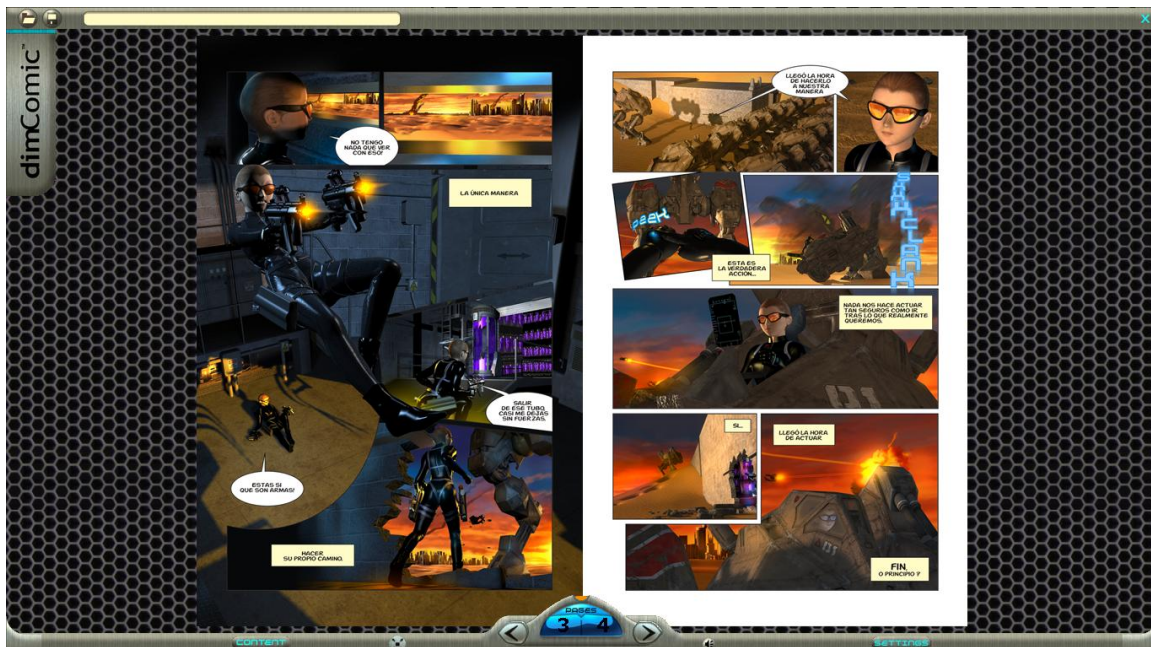 dimComic™
X
NO TENGO
NADA QUE VER
CON ESO!
LA ÚNICA MANERA
SALIR
DE ESE TUBO,
CASI ME DEJAS
SIN FUERZAS.
ESTAS SI
QUE SON ARMAS!
HACER
SU PROPIO CAMINO.
LLEGÓ LA HORA
DE HACERLO
A NUESTRA
MANERA
PEEK
ESTA ES
LA VERDADERA
ACCIÓN...
NADA NOS HACE ACTUAR
TAN SEGUROS COMO IR
TRAS LO QUE REALMENTE
QUEREMOS.
SI...
LLEGÓ LA HORA
DE ACTUAR
FIN,
O PRINCIPIO ?
PAGES
3 4
CONTENT
SETTINGS